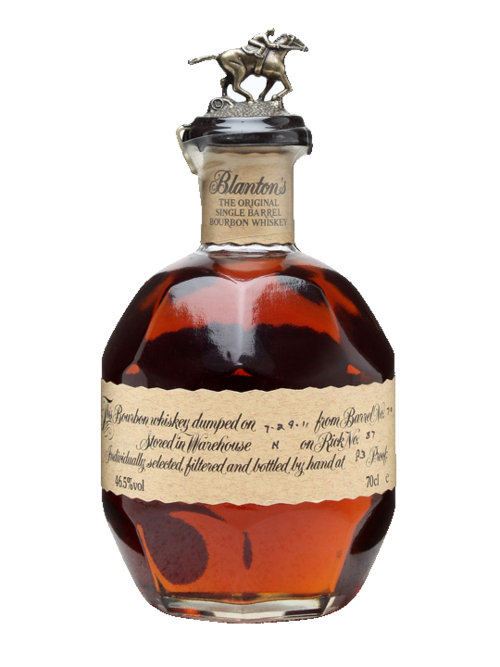 Blanton's
THE ORIGINAL
SINGLE BARREL
BOURBON WHISKEY
This Bourbon whiskey dumped on 7-29-11 from Barrel No. 7
Stored in Warehouse H on Rick No. 37
Individually selected, filtered and bottled by hand at 93 Proof.
46.5%vol 70cl e